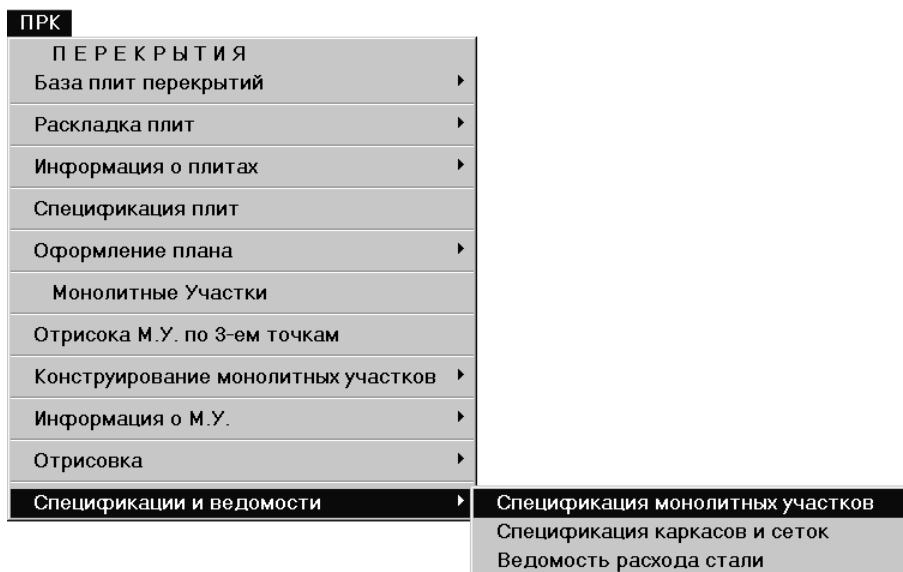 ПРК
ПЕРЕКРЫТИЯ
База плит перекрытий
Раскладка плит
Информация о плитах
Спецификация плит
Оформление плана
Монолитные Участки
Отрисока М.У. по 3-ем точкам
Конструирование монолитных участков
Информация о М.У.
Отрисовка
Спецификации и ведомости
Спецификация монолитных участков
Спецификация каркасов и сеток
Ведомость расхода стали